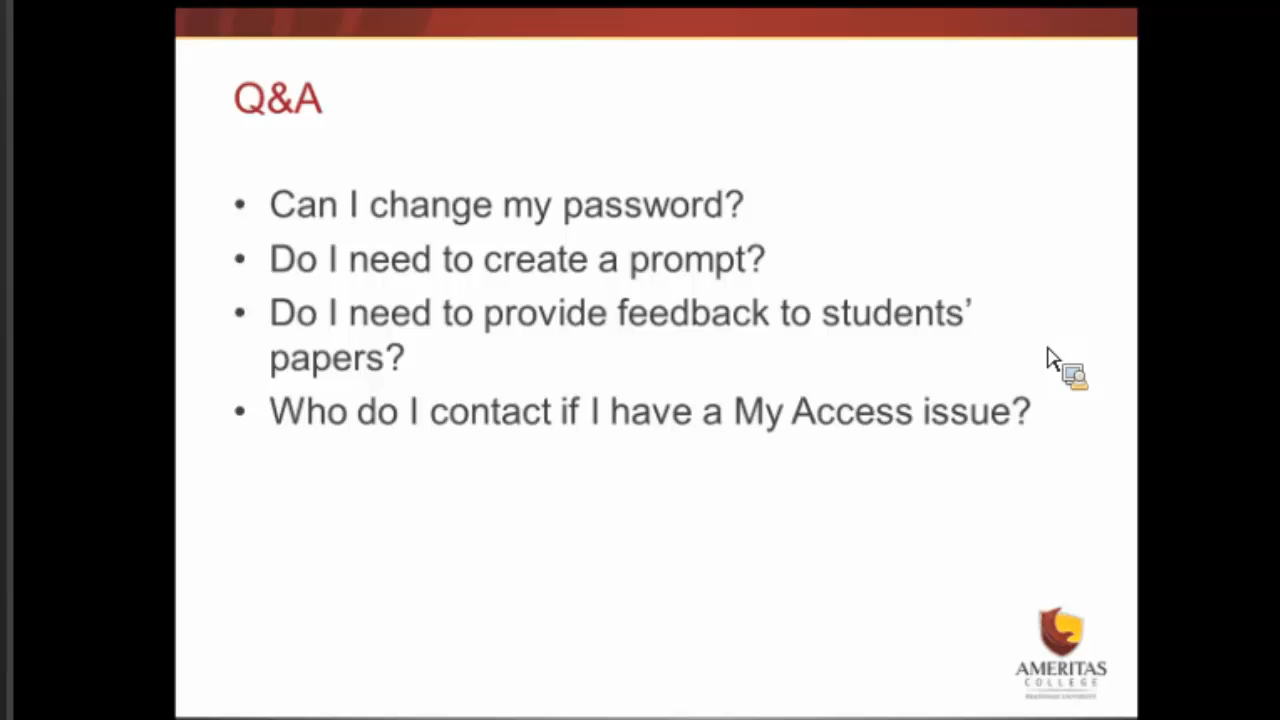 Q&A
• Can I change my password?
• Do I need to create a prompt?
• Do I need to provide feedback to students’
papers?
• Who do I contact if I have a My Access issue?
AMERITAS
COLLEGE